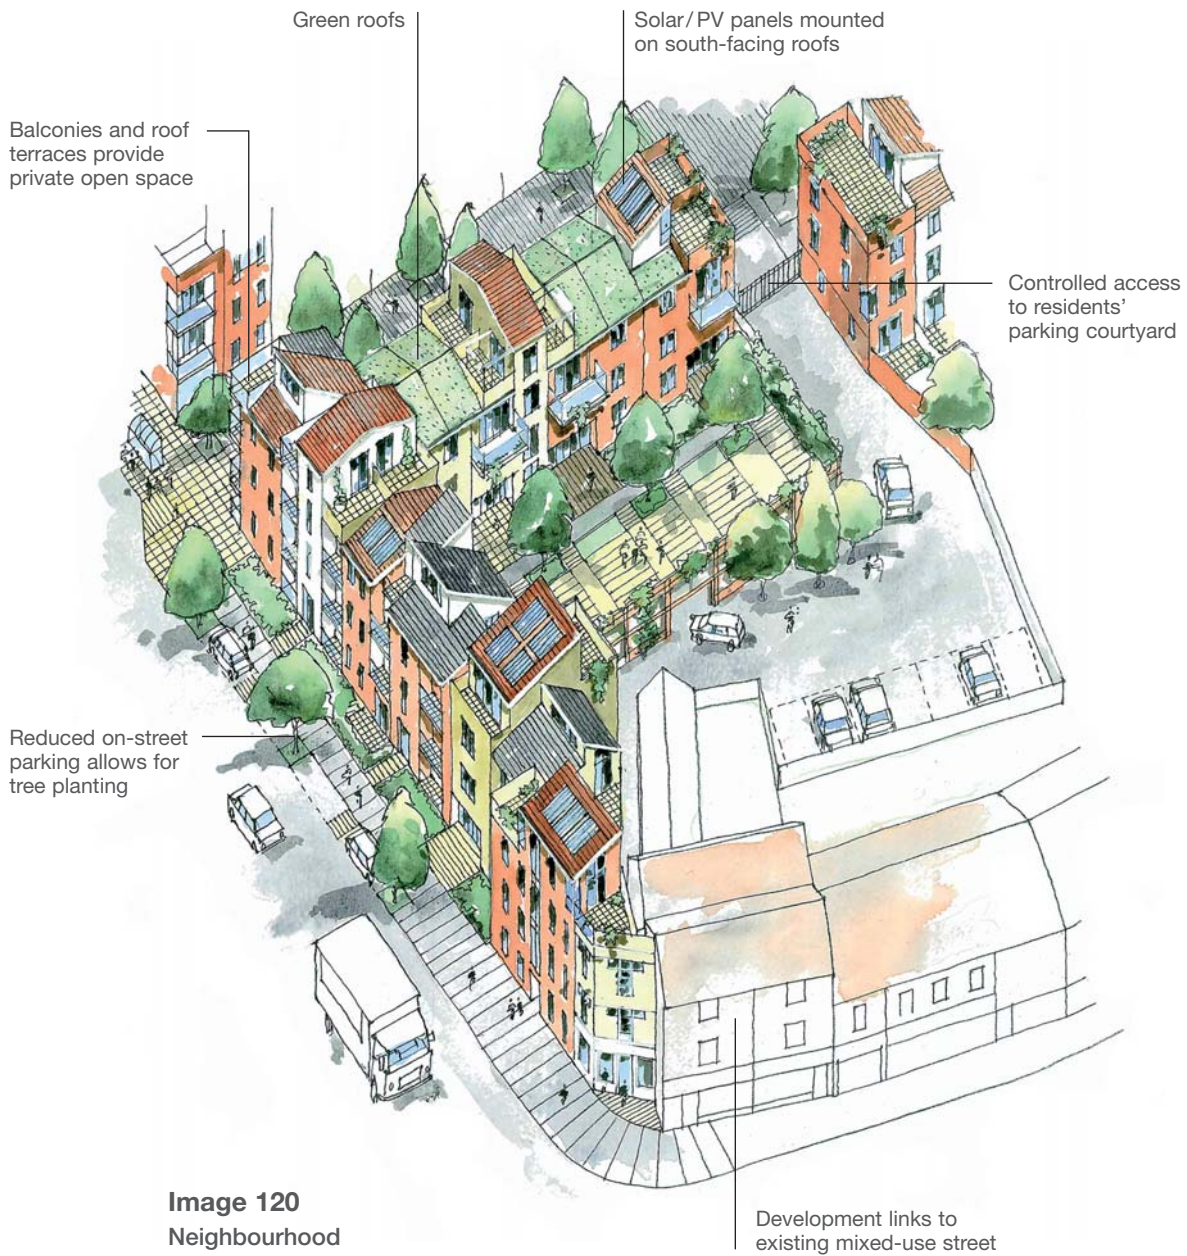 Green roofs
Solar/PV panels mounted
on south-facing roofs
Balconies and roof
terraces provide
private open space
Controlled access
to residents'
parking courtyard
Reduced on-street
parking allows for
tree planting
Image 120
Neighbourhood
Development links to
existing mixed-use street